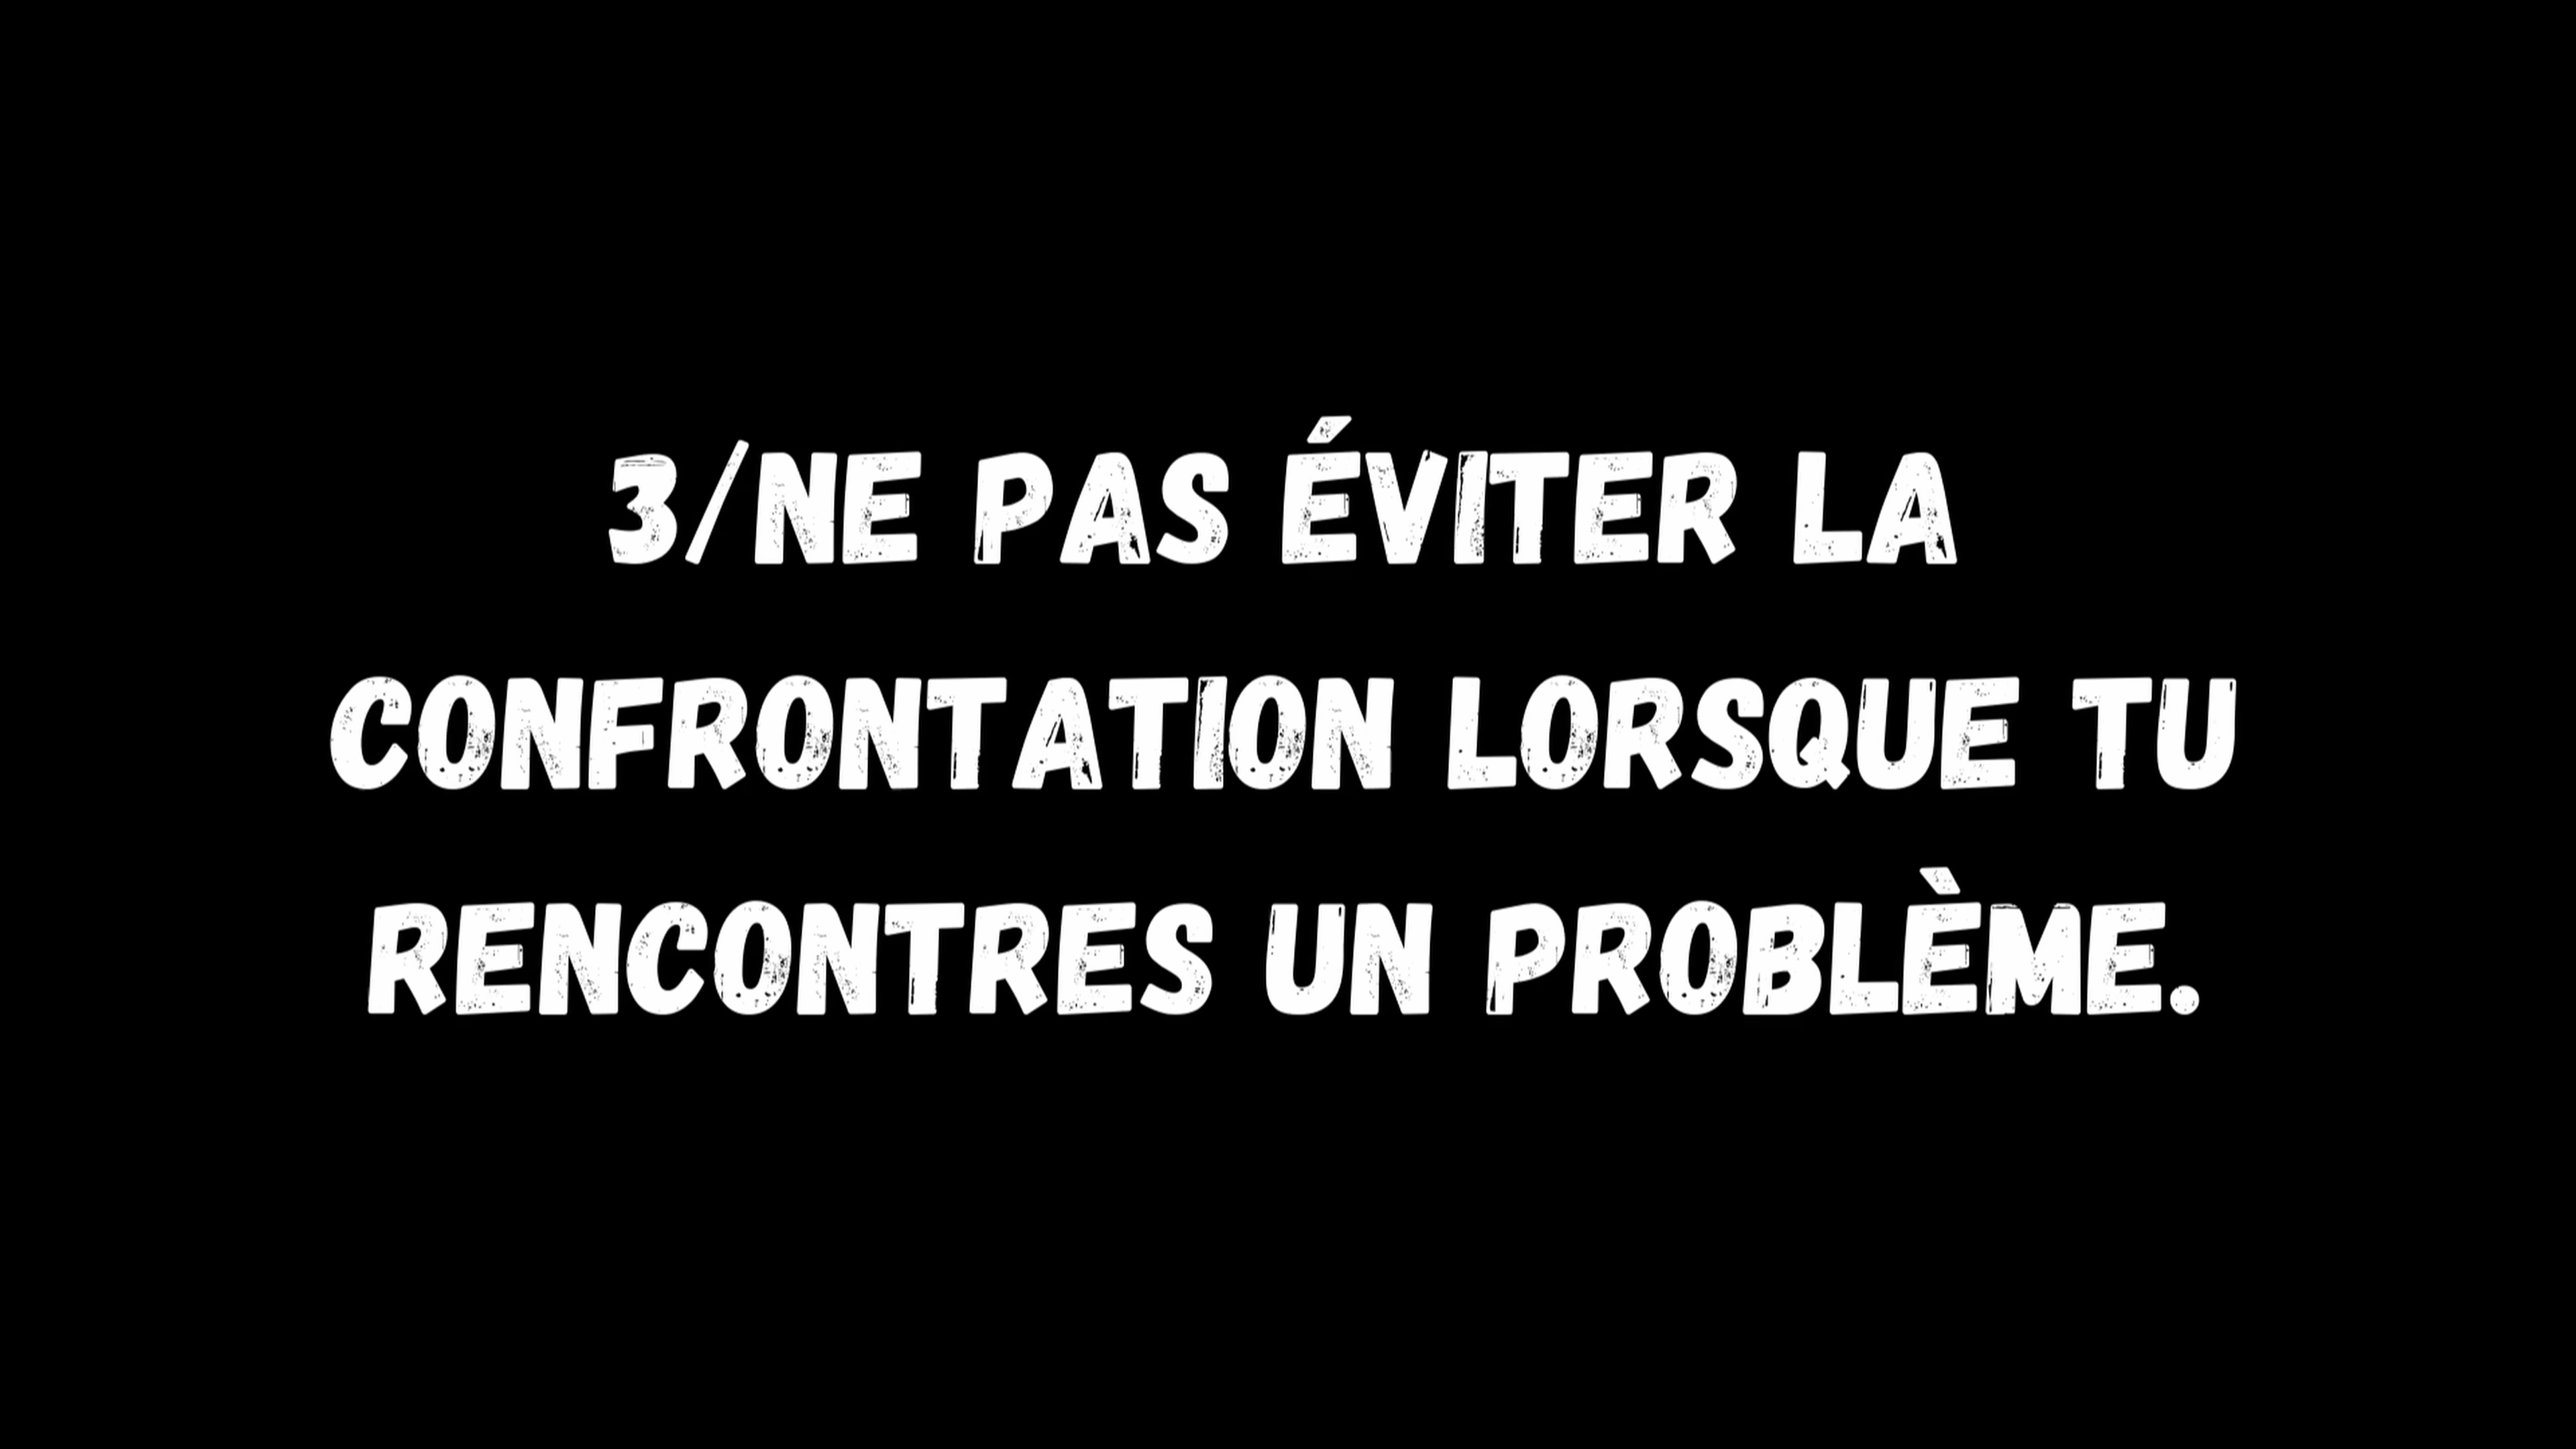 3/NE PAS ÉVITER LA
CONFRONTATION LORSQUE TU
RENCONTRES UN PROBLÈME.